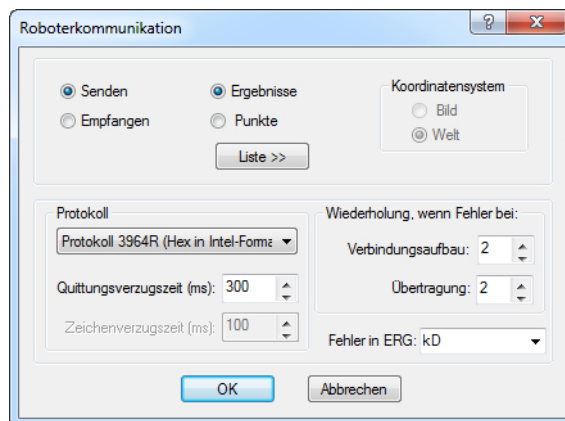 Roboterkommunikation
Senden
Ergebnisse
Koordinatensystem
Empfangen
Punkte
Bild
Welt
Liste >>
Protokoll
Wiederholung, wenn Fehler bei:
Protokoll 3964R (Hex in Intel-Forma
Verbindungsaufbau: 2
Quittungsverzugszeit (ms): 300
Übertragung: 2
Zeichenverzugszeit (ms): 100
Fehler in ERG: kD
OK
Abbrechen